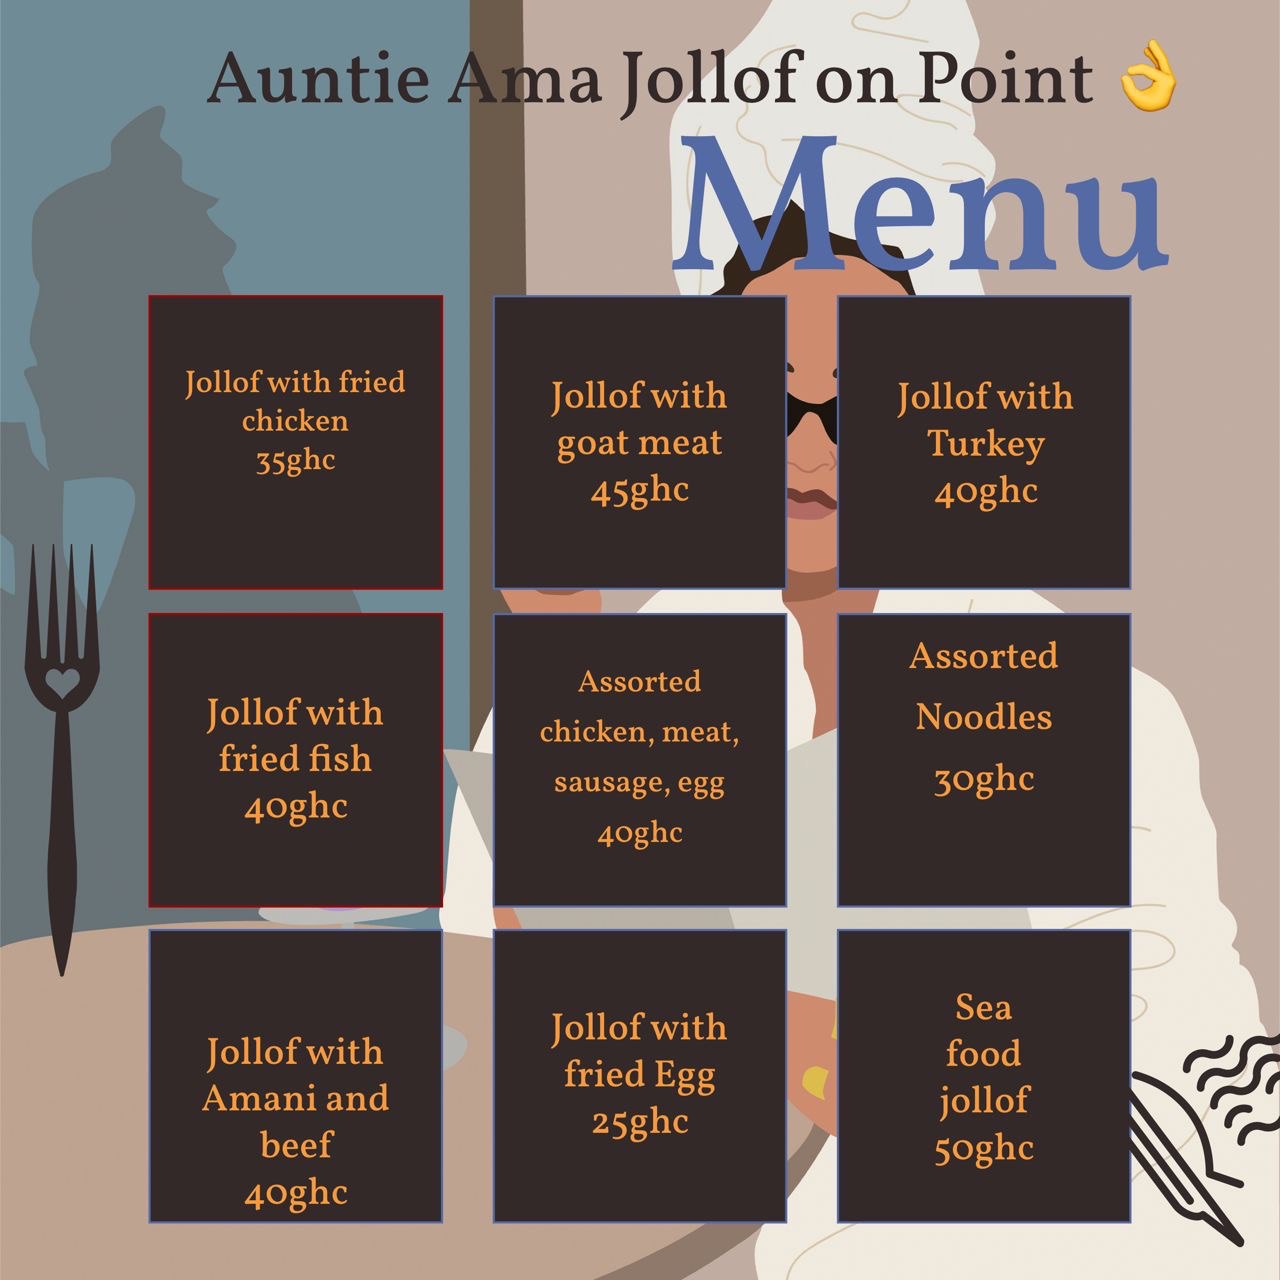 Auntie Ama Jollof on Point 👌
Menu
Jollof with fried
chicken
35ghc
Jollof with
goat meat
45ghc
Jollof with
Turkey
40ghc
Jollof with
fried fish
40ghc
Assorted
chicken, meat,
sausage, egg
40ghc
Assorted
Noodles
30ghc
Jollof with
Amani and
beef
40ghc
Jollof with
fried Egg
25ghc
Sea
food
jollof
50ghc